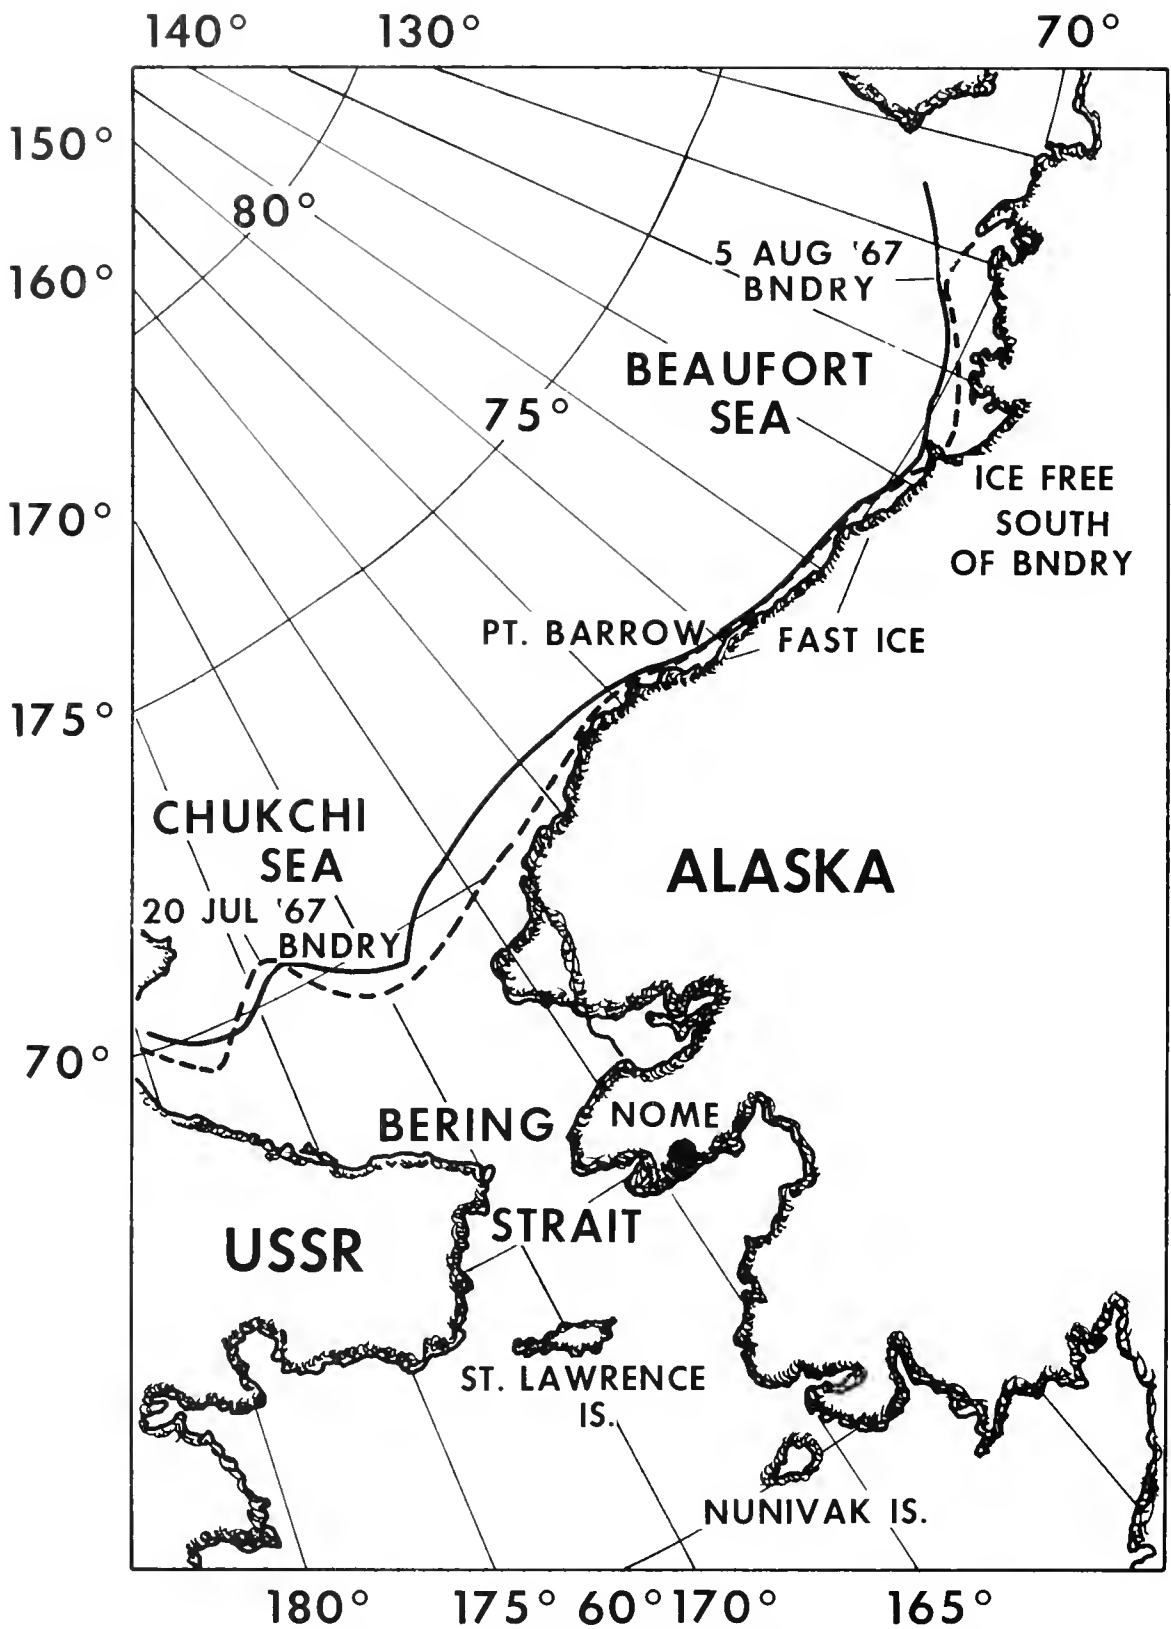 140° 130° 70°
150°
80°
160°
5 AUG '67
BNDRY
BEAUFORT
SEA
75°
170°
ICE FREE
SOUTH
OF BNDRY
PT. BARROW
FAST ICE
175°
CHUKCHI
SEA
ALASKA
20 JUL '67
BNDRY
70°
BERING
STRAIT
NOME
USSR
ST. LAWRENCE
IS.
NUNIVAK IS.
180° 175° 60° 170° 165°